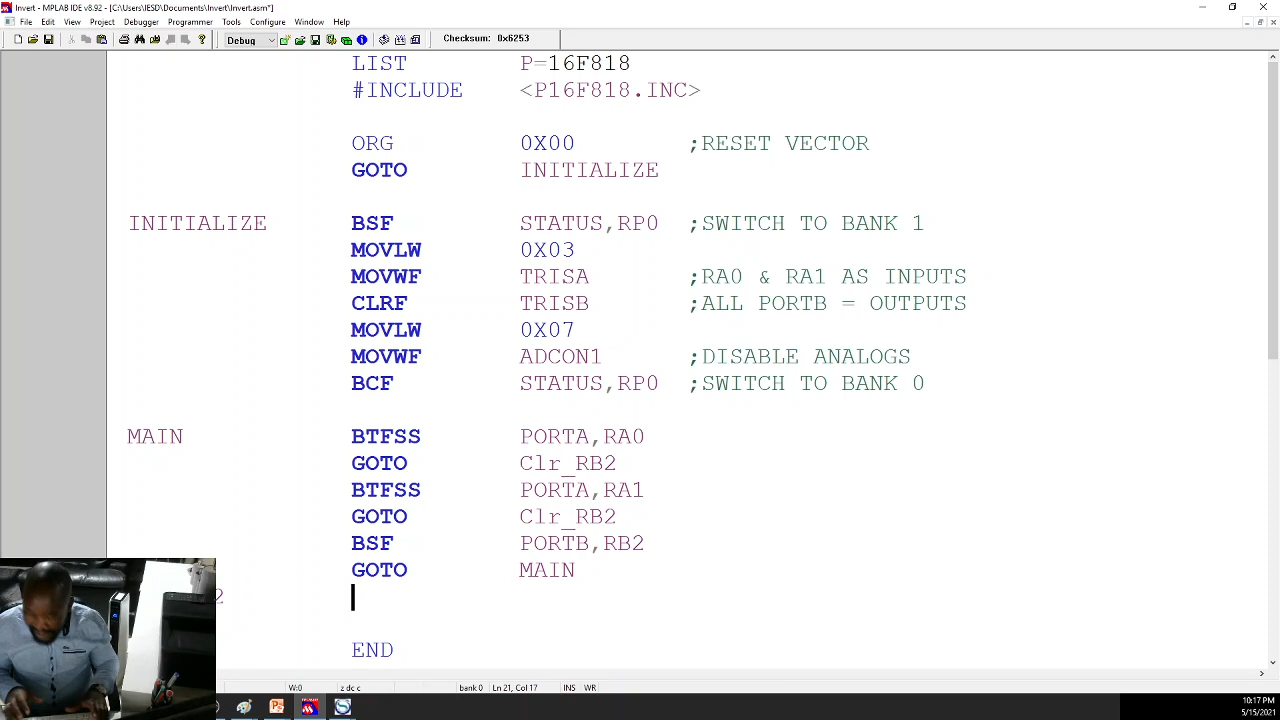 Invert - MPLAB IDE v8.92 - [C:\Users\IESD\Documents\Invert\Invert.asm*]
File Edit View Project Debugger Programmer Tools Configure Window Help
Debug Checksum: 0x6253
LIST P=16F818
#INCLUDE <P16F818.INC>
ORG 0X00 ;RESET VECTOR
GOTO INITIALIZE
INITIALIZE BSF STATUS,RP0 ;SWITCH TO BANK 1
MOVLW 0X03
MOVWF TRISA ;RA0 & RA1 AS INPUTS
CLRF TRISB ;ALL PORTB = OUTPUTS
MOVLW 0X07
MOVWF ADCON1 ;DISABLE ANALOGS
BCF STATUS,RP0 ;SWITCH TO BANK 0
MAIN BTFSS PORTA,RA0
GOTO Clr_RB2
BTFSS PORTA,RA1
GOTO Clr_RB2
BSF PORTB,RB2
GOTO MAIN
2
END
W:0 z dc c bank 0 Ln 21, Col 17 INS WR
10:17 PM
5/15/2021